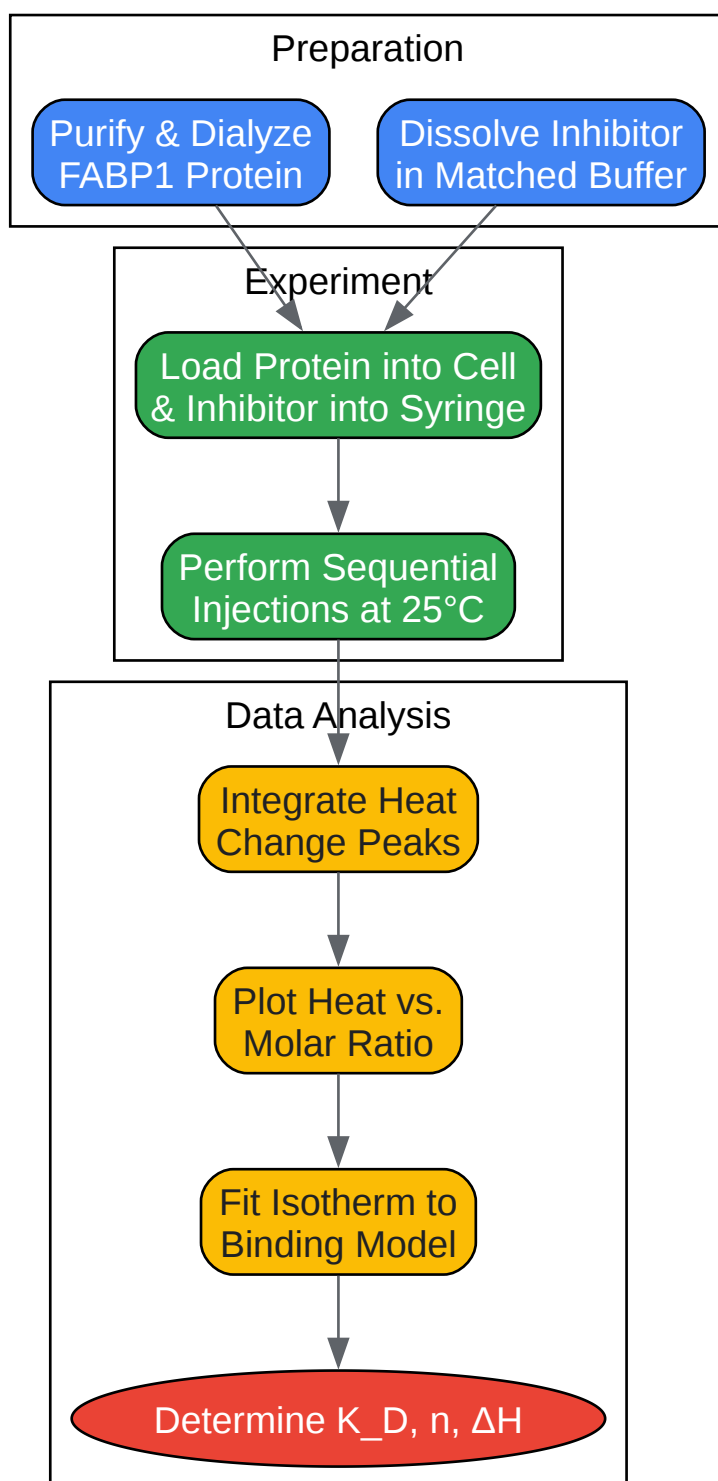 Preparation
Purify & Dialyze
FABP1 Protein
Dissolve Inhibitor
in Matched Buffer
Experiment
Load Protein into Cell
& Inhibitor into Syringe
Perform Sequential
Injections at 25°C
Data Analysis
Integrate Heat
Change Peaks
Plot Heat vs.
Molar Ratio
Fit Isotherm to
Binding Model
Determine K_D, n, ΔH